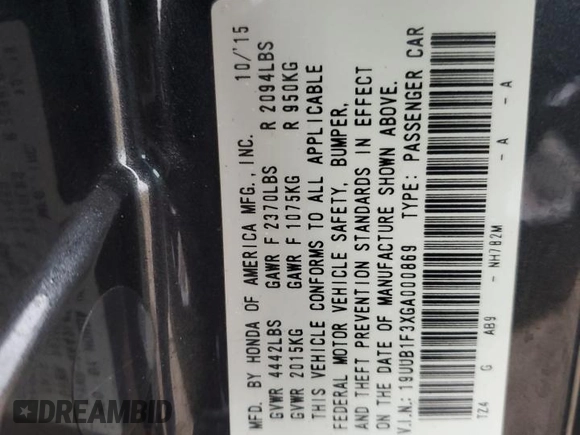 MFD. BY HONDA OF AMERICA MFG., INC. 10/'15
GVWR 4442LBS GAWR F 2370LBS R 2094LBS
GVWR 2015KG GAWR F 1075KG R 950KG
THIS VEHICLE CONFORMS TO ALL APPLICABLE
FEDERAL MOTOR VEHICLE SAFETY, BUMPER,
AND THEFT PREVENTION STANDARDS IN EFFECT
ON THE DATE OF MANUFACTURE SHOWN ABOVE.
V.I.N.: 19UUB1F3XGA000869 TYPE: PASSENGER CAR
TZ4 G AB9 - NH782M - A - A
DREAMBID